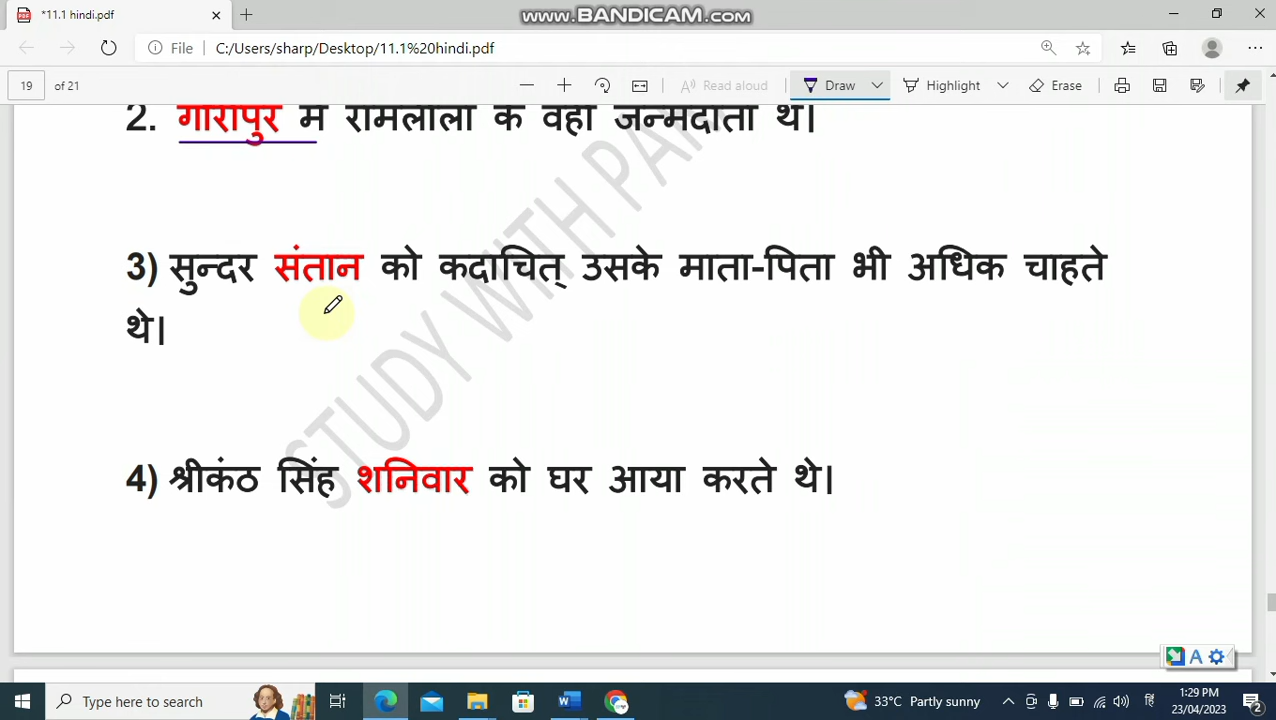 www.BANDICAM.com
*11.1 hindi.pdf
File C:/Users/sharp/Desktop/11.1%20hindi.pdf
19 of 21 Read aloud Draw Highlight Erase
2. गौरीपुर में रामलीला के वही जन्मदाता थे।
3) सुन्दर संतान को कदाचित् उसके माता-पिता भी अधिक चाहते
थे।
4) श्रीकंठ सिंह शनिवार को घर आया करते थे।
STUDY WITH
A
Type here to search 33°C Partly sunny 1:29 PM
23/04/2023
2